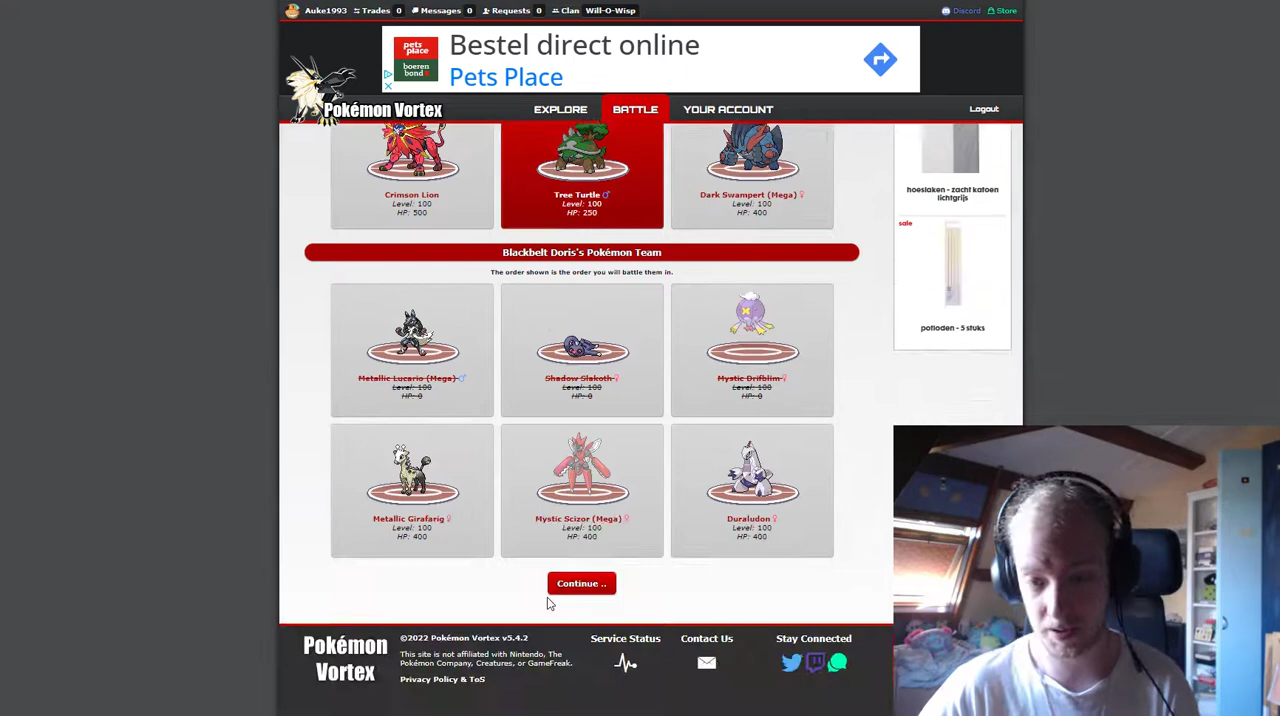 Auke1993 Trades 0 Messages 0 Requests 0 Clan Will-O-Wisp Discord Store
pets place
boeren bond
Bestel direct online
Pets Place
Pokémon Vortex
EXPLORE BATTLE YOUR ACCOUNT Logout
Crimson Lion
Level: 100
HP: 500
Tree Turtle ♂
Level: 100
HP: 250
Dark Swampert (Mega) ♀
Level: 100
HP: 400
hoeslaken - zacht katoen
lichtgrijs
sale
potloden - 5 stuks
Blackbelt Doris's Pokémon Team
The order shown is the order you will battle them in.
Metallic Lucario (Mega) ♂
Level: 100
HP: 0
Shadow Slakoth ♀
Level: 100
HP: 0
Mystic Drifblim ♀
Level: 100
HP: 0
Metallic Girafarig ♀
Level: 100
HP: 400
Mystic Scizor (Mega) ♀
Level: 100
HP: 400
Duraludon ♀
Level: 100
HP: 400
Continue ..
Pokémon
Vortex
©2022 Pokémon Vortex v5.4.2
This site is not affiliated with Nintendo, The
Pokémon Company, Creatures, or GameFreak.
Privacy Policy & ToS
Service Status
Contact Us
Stay Connected